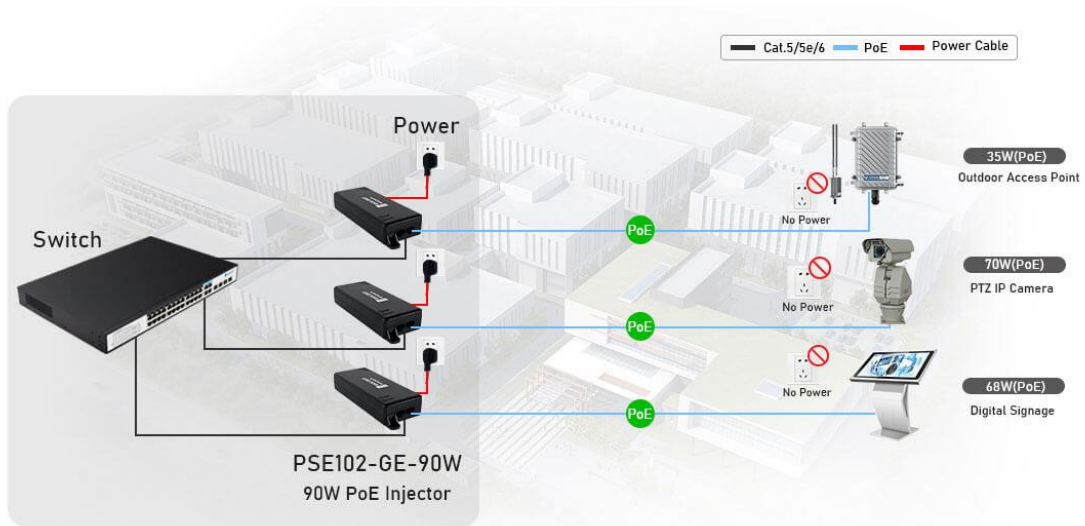 Cat.5/5e/6 PoE Power Cable
Power
35W(PoE)
Outdoor Access Point
No Power
PoE
Switch
70W(PoE)
PTZ IP Camera
No Power
PoE
No Power
68W(PoE)
Digital Signage
PoE
PSE102-GE-90W
90W PoE Injector